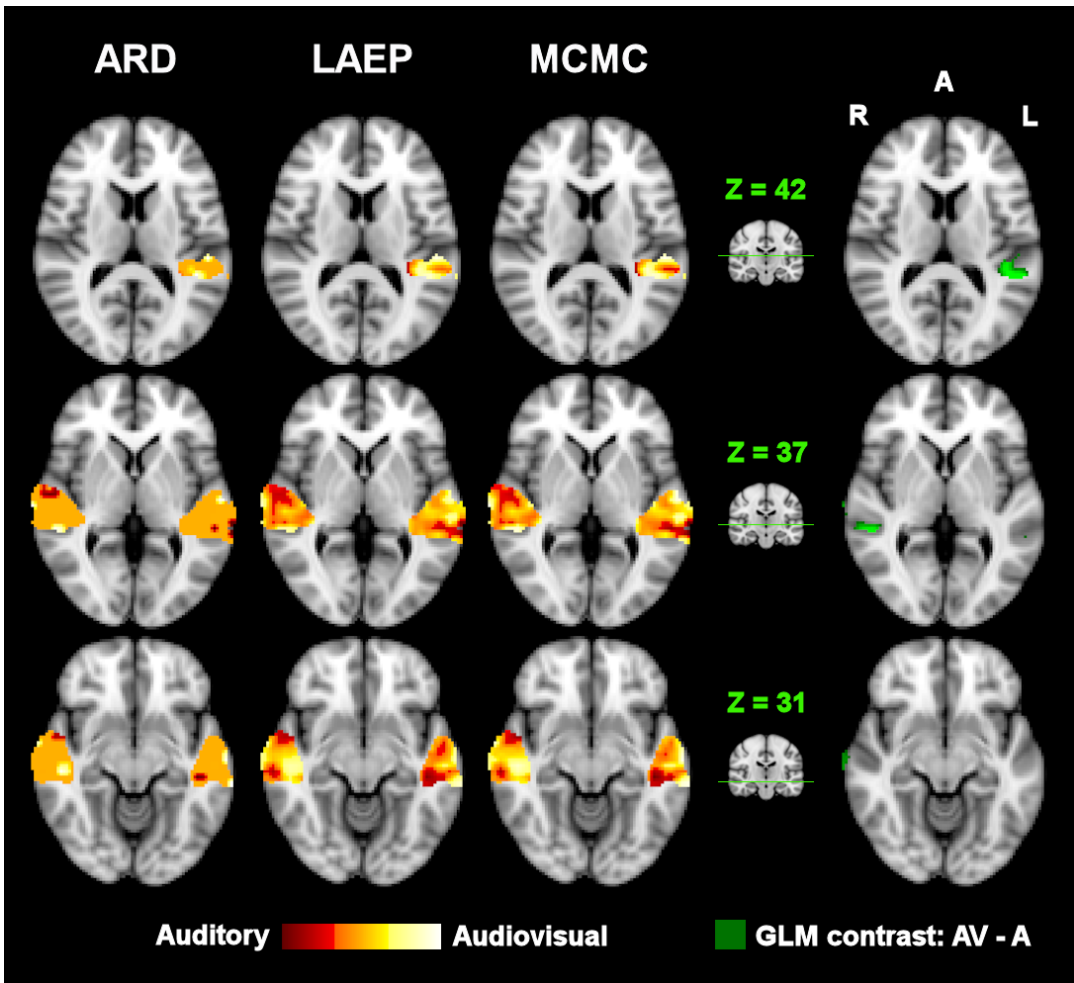 ARD LAEP MCMC
A
R L
Z = 42
Z = 37
Z = 31
Auditory Audiovisual GLM contrast: AV - A